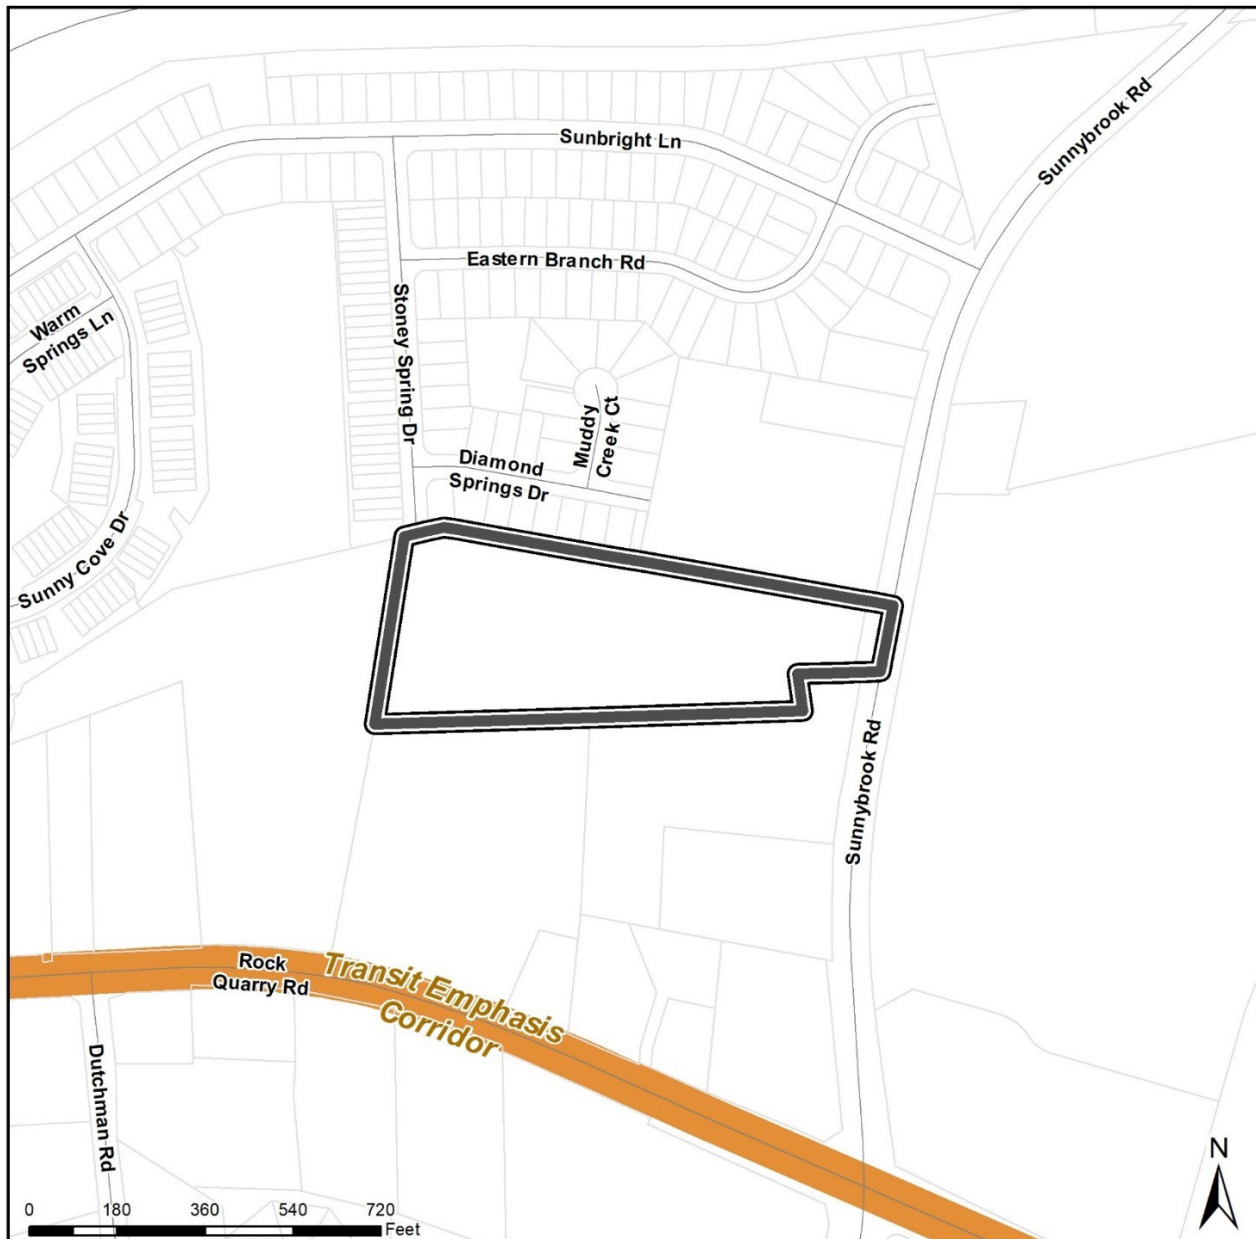 Sunbright Ln
Sunnybrook Rd
Eastern Branch Rd
Warm
Springs Ln
Stoney Spring Dr
Muddy
Creek Ct
Diamond
Springs Dr
Sunny Cove Dr
Sunnybrook Rd
Rock
Quarry Rd
Transit Emphasis
Corridor
Dutchman Rd
N
0 180 360 540 720
Feet